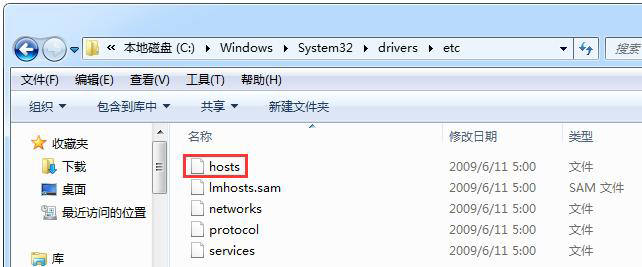 « 本地磁盘 (C:) ▸ Windows ▸ System32 ▸ drivers ▸ etc
搜索
文件(F) 编辑(E) 查看(V) 工具(T) 帮助(H)
组织 包含到库中 共享 新建文件夹
名称 修改日期 类型
收藏夹
下载
桌面
最近访问的位置
库
hosts 2009/6/11 5:00 文件
lmhosts.sam 2009/6/11 5:00 SAM 文件
networks 2009/6/11 5:00 文件
protocol 2009/6/11 5:00 文件
services 2009/6/11 5:00 文件